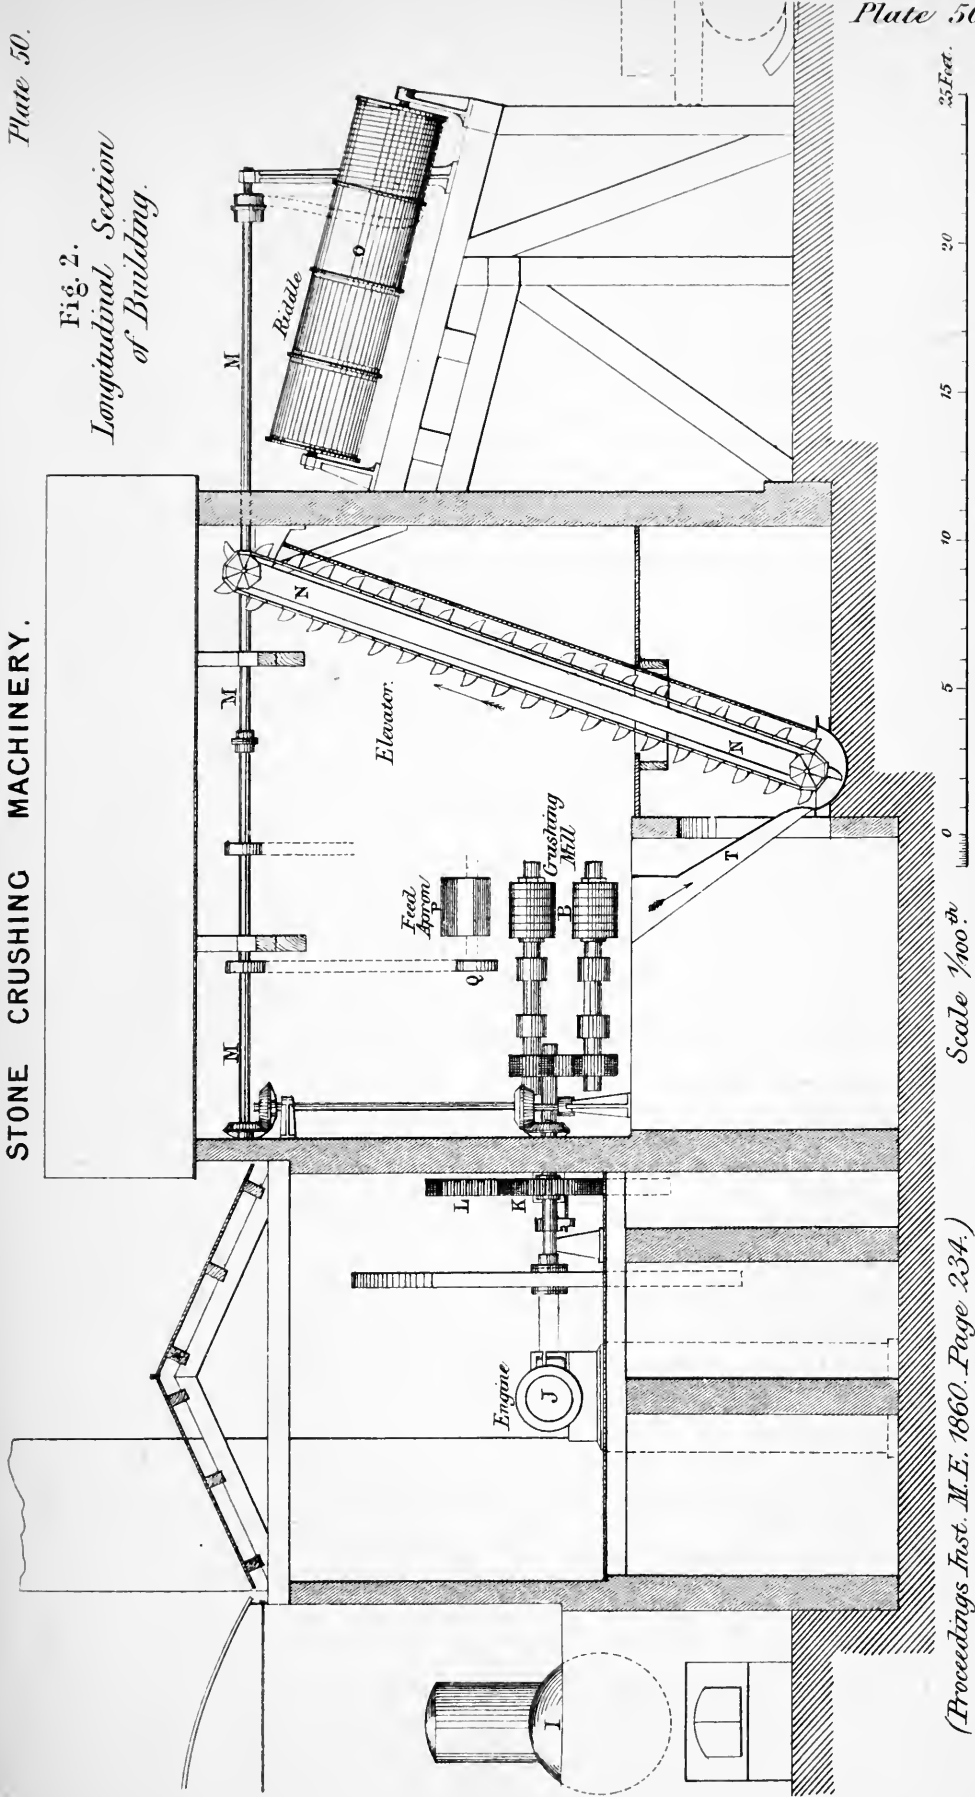 Plate 50.
STONE CRUSHING MACHINERY.
Fig. 2.
Longitudinal Section
of Building.
M
M
M
Riddle
O
N
Elevator.
N
Feed
Apron
P
Q
Crushing
Mill
B
T
L
K
Engine
J
I
(Proceedings Inst. M.E. 1860. Page 234.)
Scale 1/100th
0
5
10
15
20
25 Feet.
Plate 50